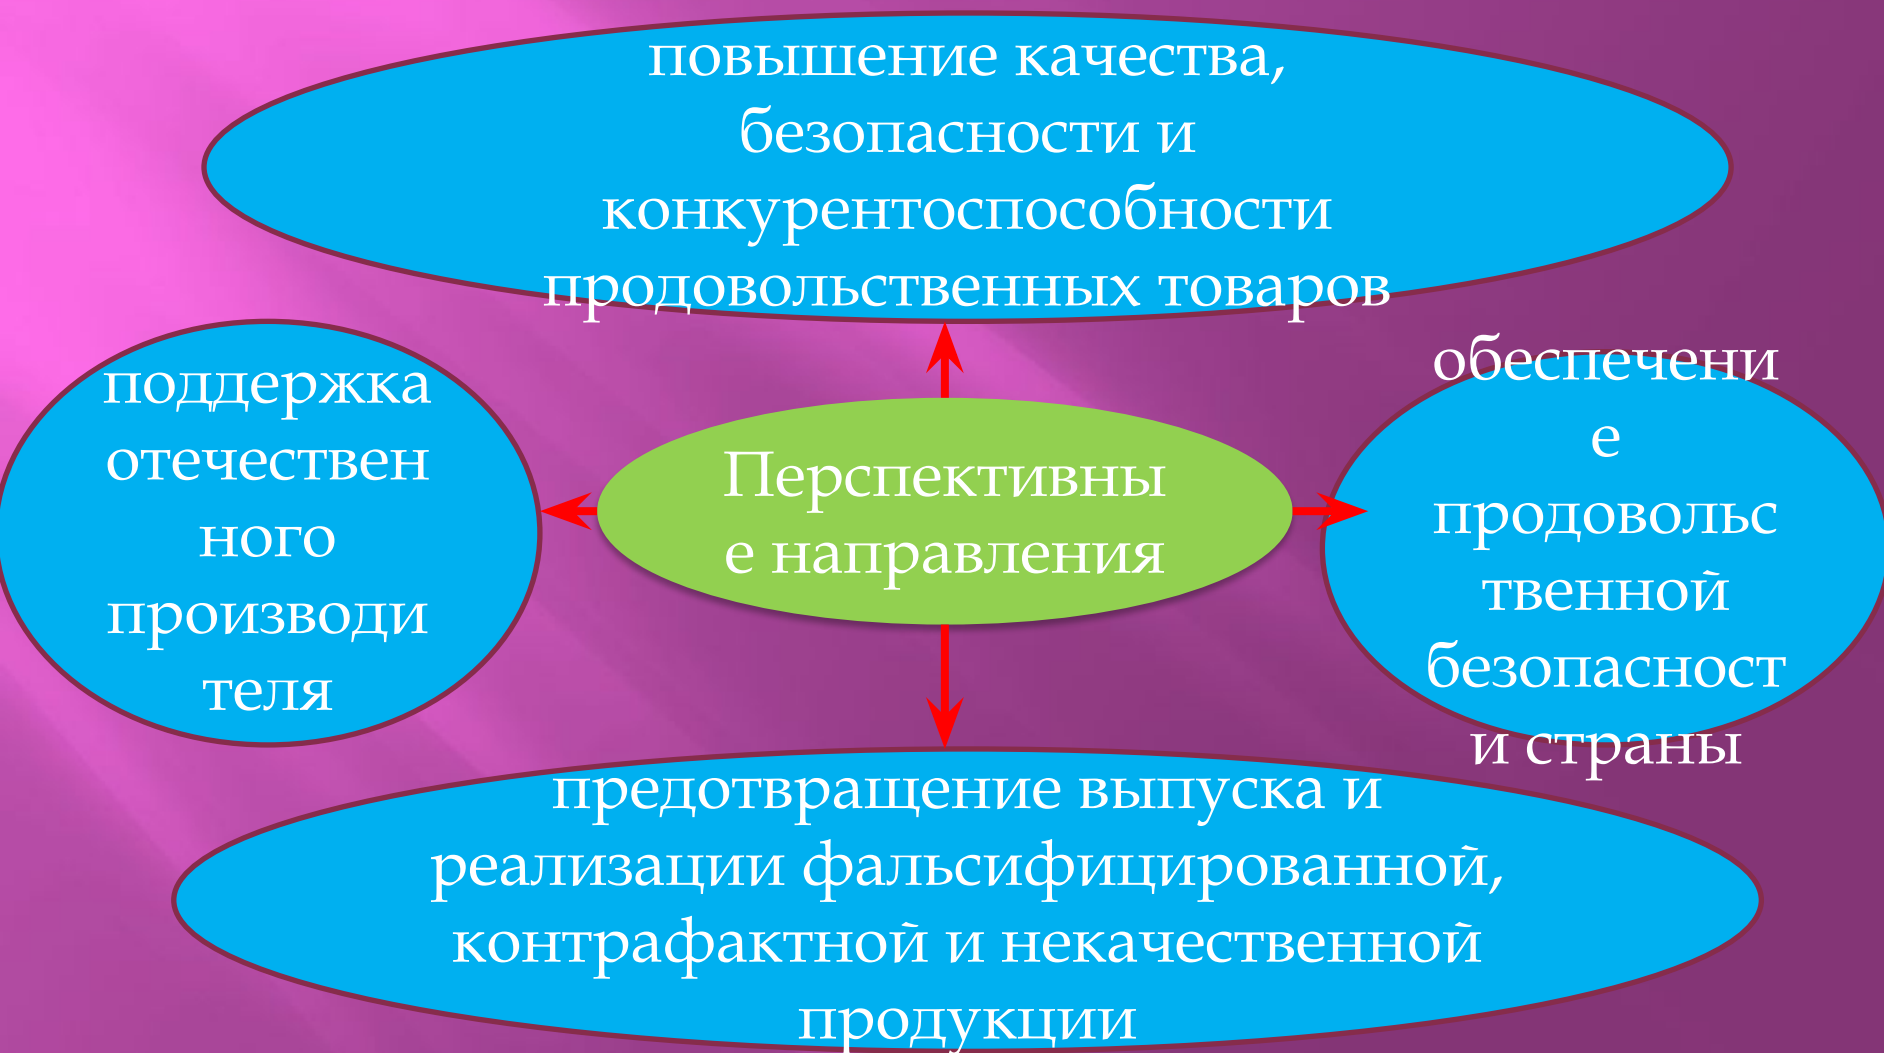 повышение качества,
безопасности и
конкурентоспособности
продовольственных товаров
поддержка
отечествен
ного
производи
теля
Перспективны
е направления
обеспечени
е
продовольс
твенной
безопасност
и страны
предотвращение выпуска и
реализации фальсифицированной,
контрафактной и некачественной
продукции